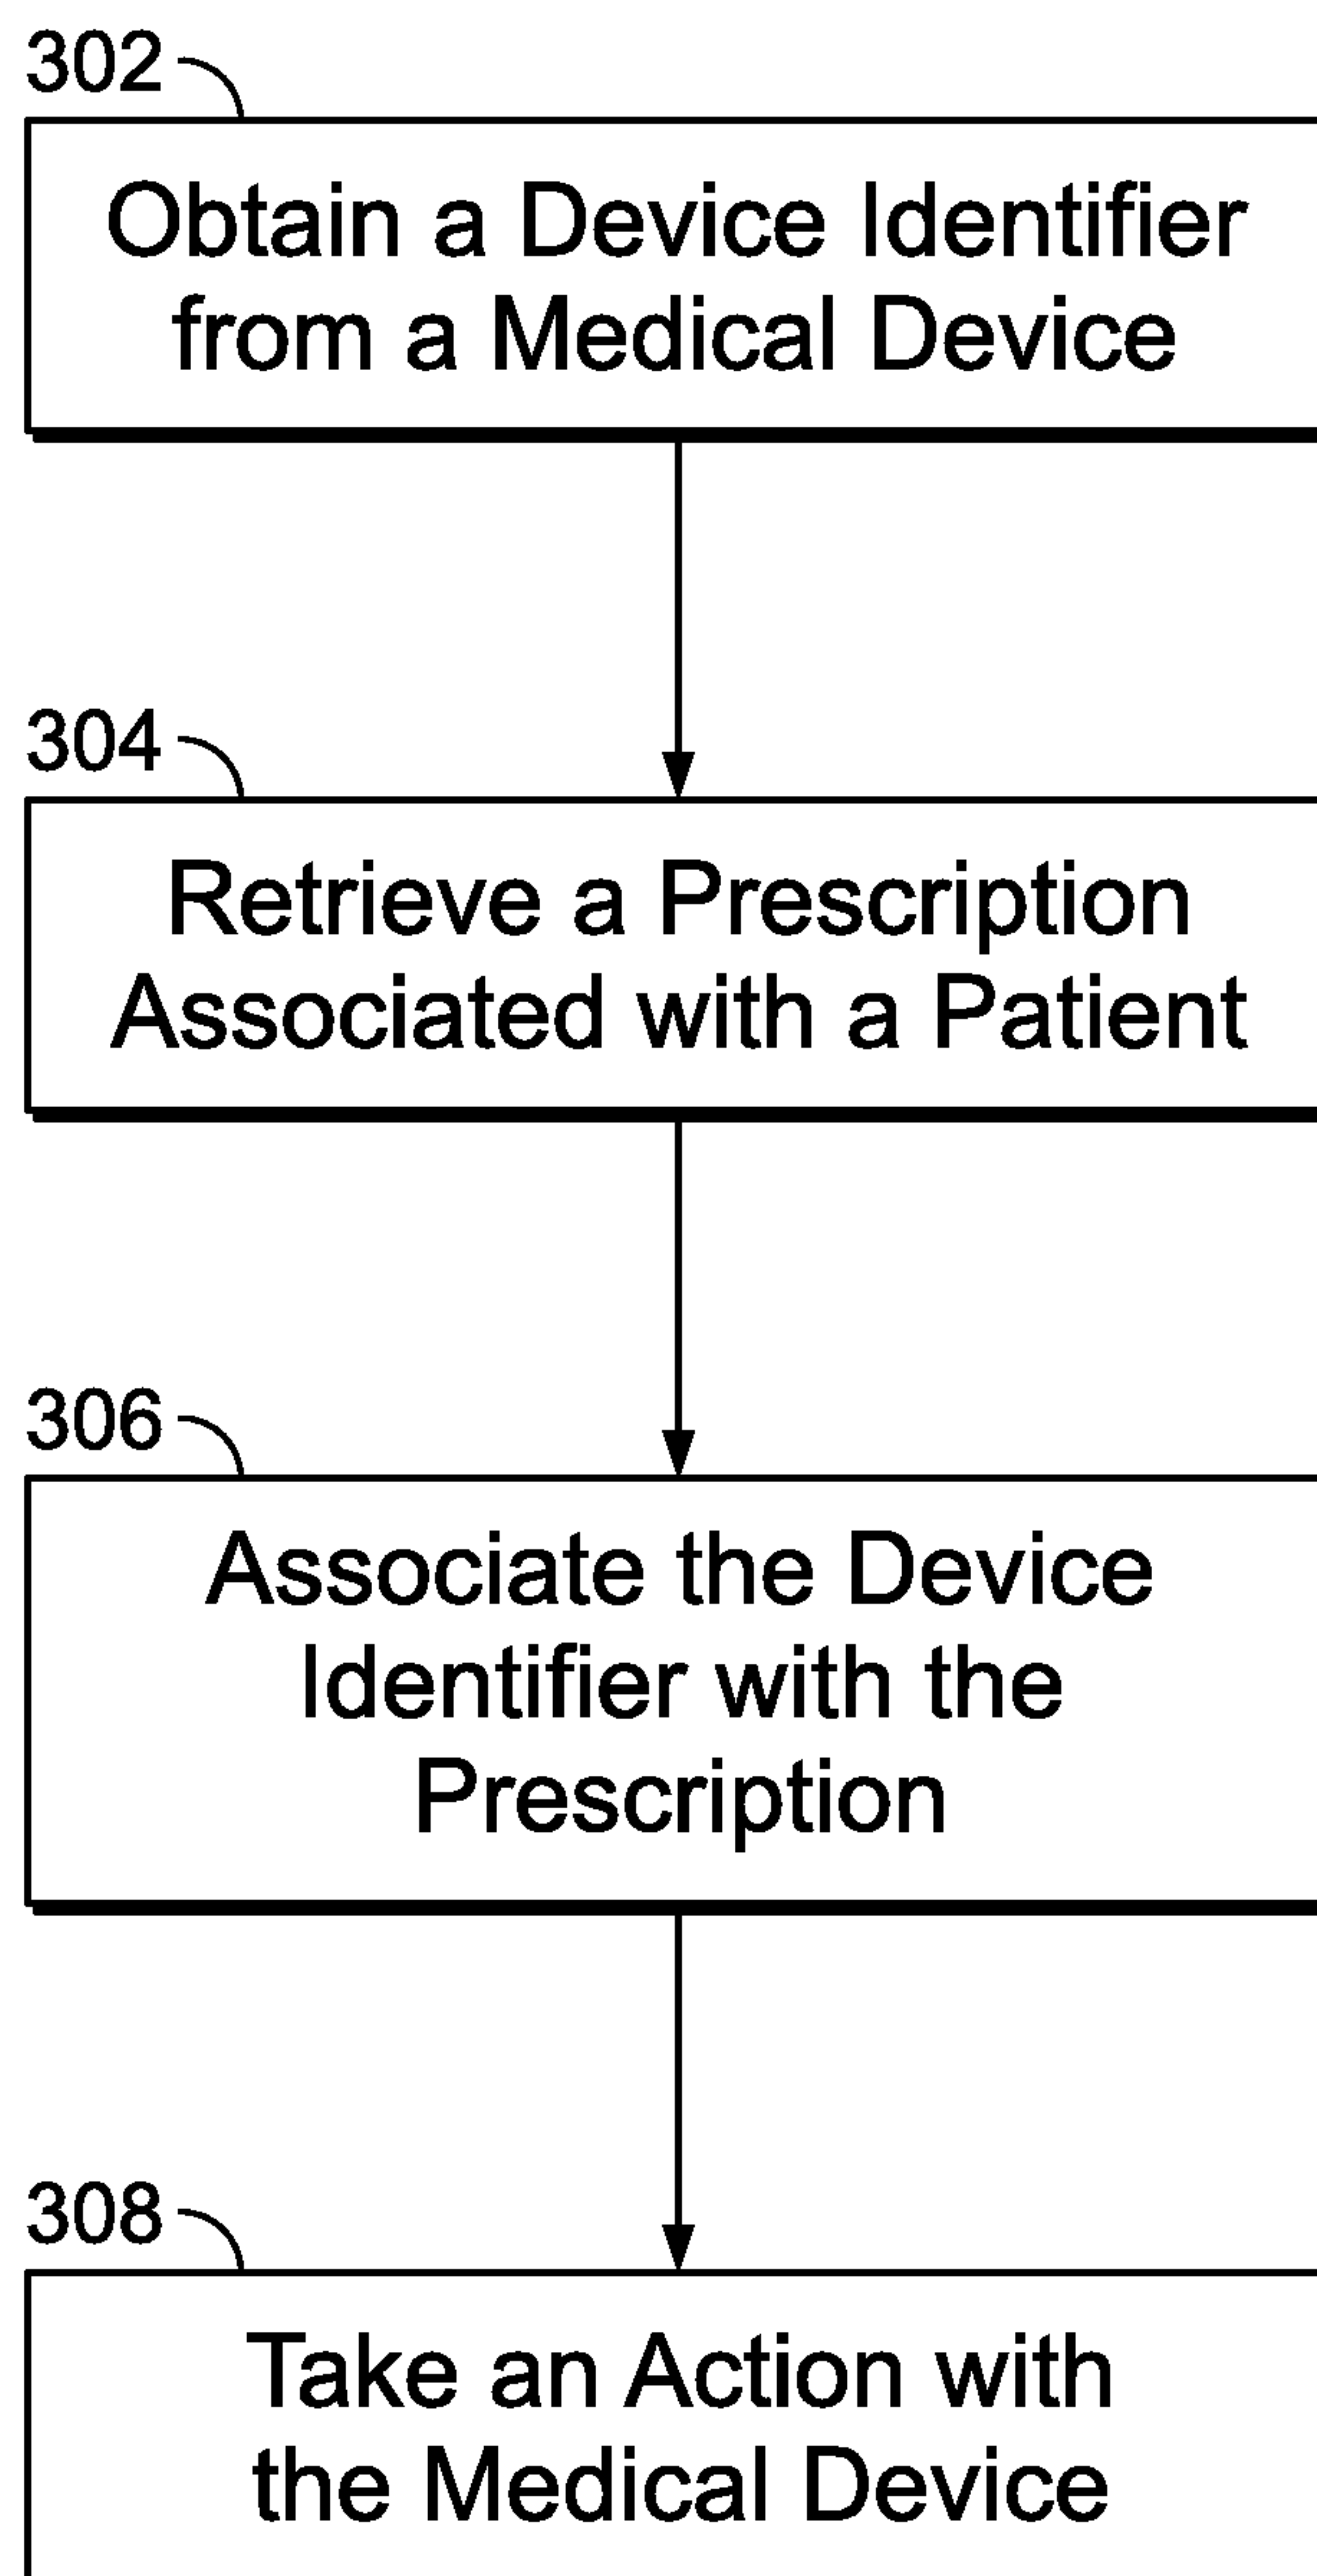 302
Obtain a Device Identifier
from a Medical Device
304
Retrieve a Prescription
Associated with a Patient
306
Associate the Device
Identifier with the
Prescription
308
Take an Action with
the Medical Device